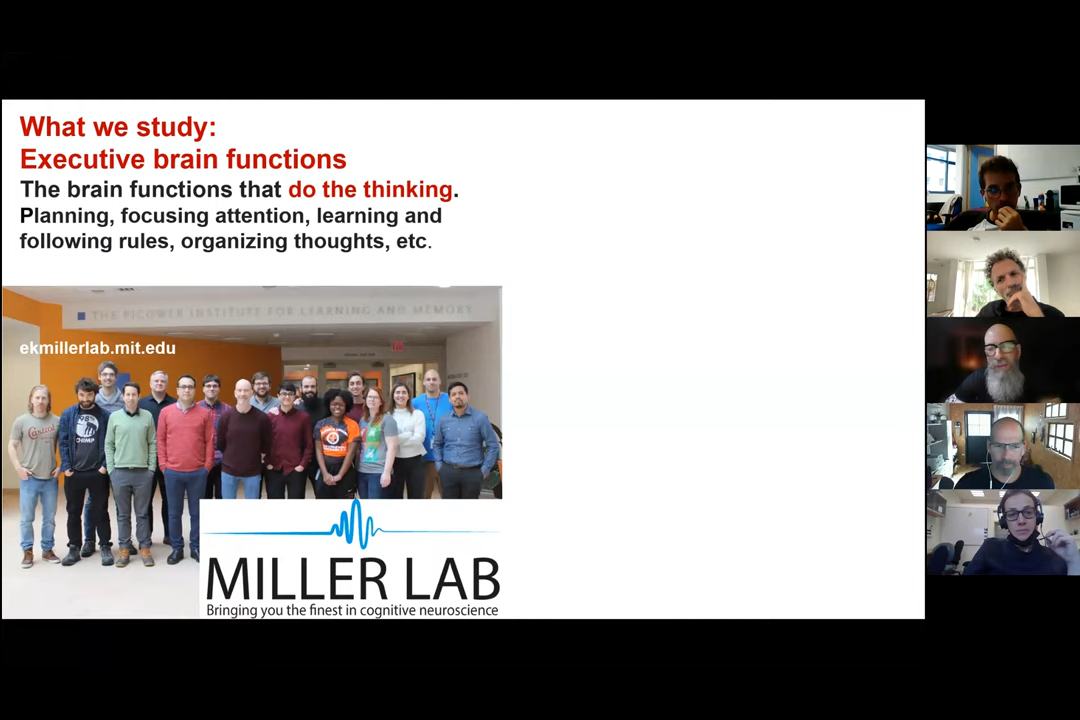 What we study:
Executive brain functions
The brain functions that do the thinking.
Planning, focusing attention, learning and
following rules, organizing thoughts, etc.
THE PICOWER INSTITUTE FOR LEARNING AND MEMORY
ekmillerlab.mit.edu
CHIMP
MILLER LAB
Bringing you the finest in cognitive neuroscience